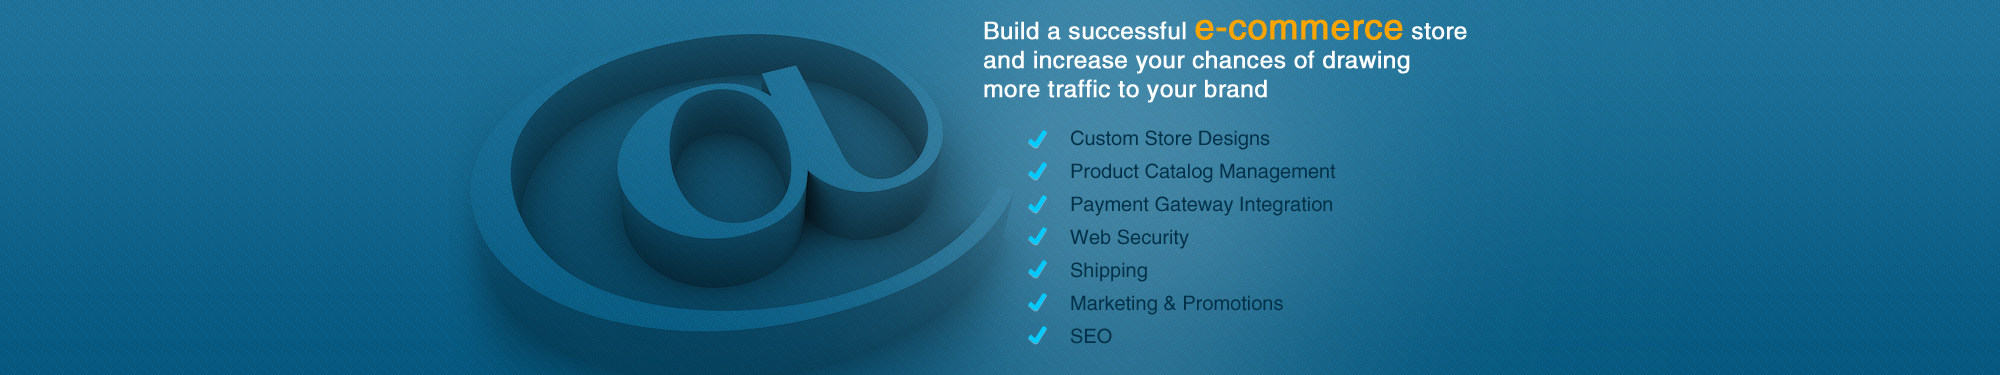 Build a successful e-commerce store
and increase your chances of drawing
more traffic to your brand
Custom Store Designs
Product Catalog Management
Payment Gateway Integration
Web Security
Shipping
Marketing & Promotions
SEO